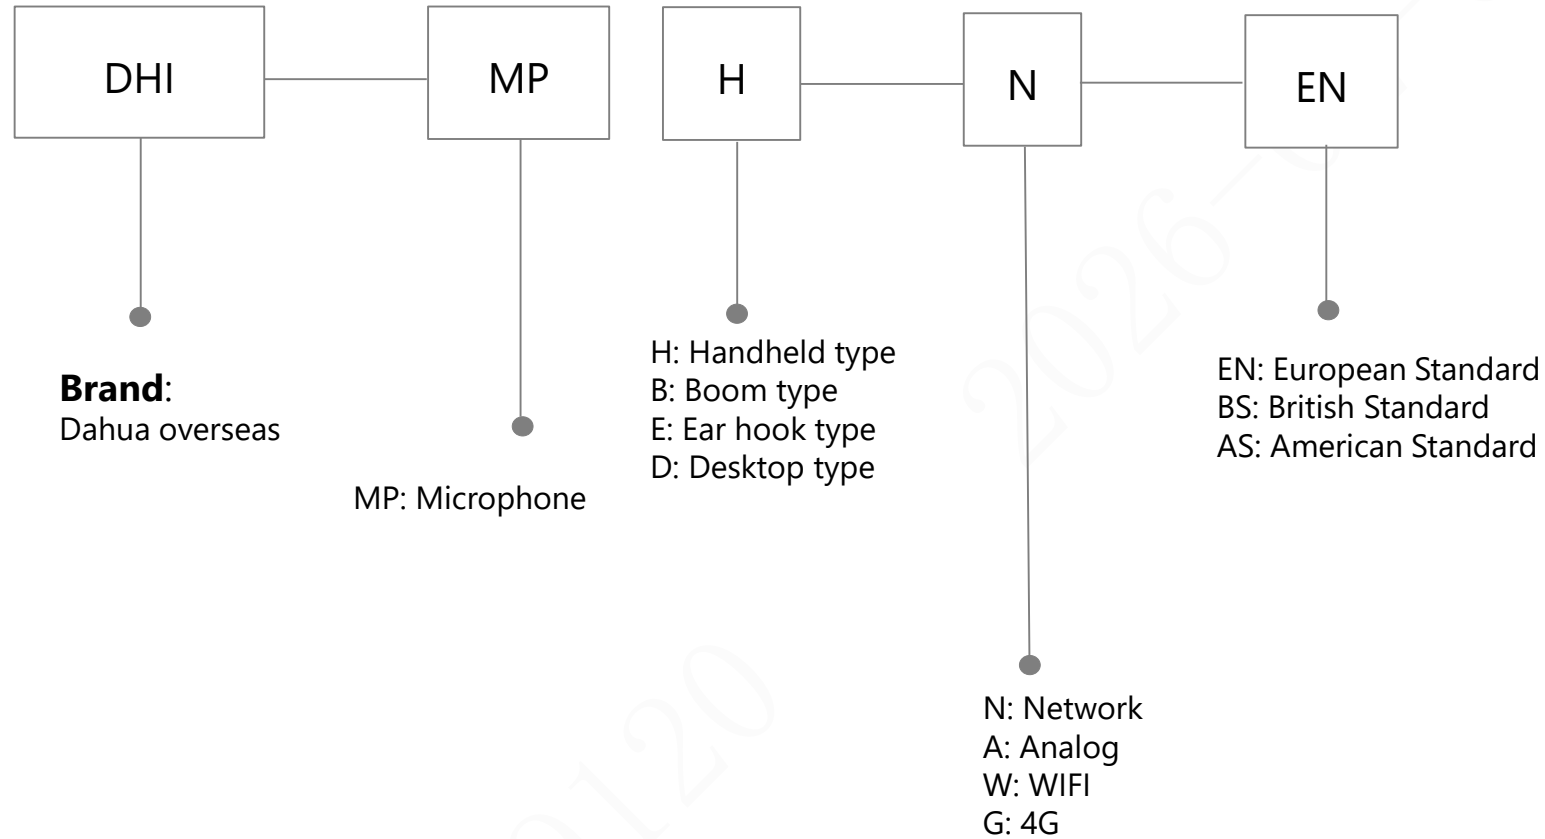 DHI
MP
H
N
EN
Brand:
Dahua overseas
MP: Microphone
H: Handheld type
B: Boom type
E: Ear hook type
D: Desktop type
N: Network
A: Analog
W: WIFI
G: 4G
EN: European Standard
BS: British Standard
AS: American Standard